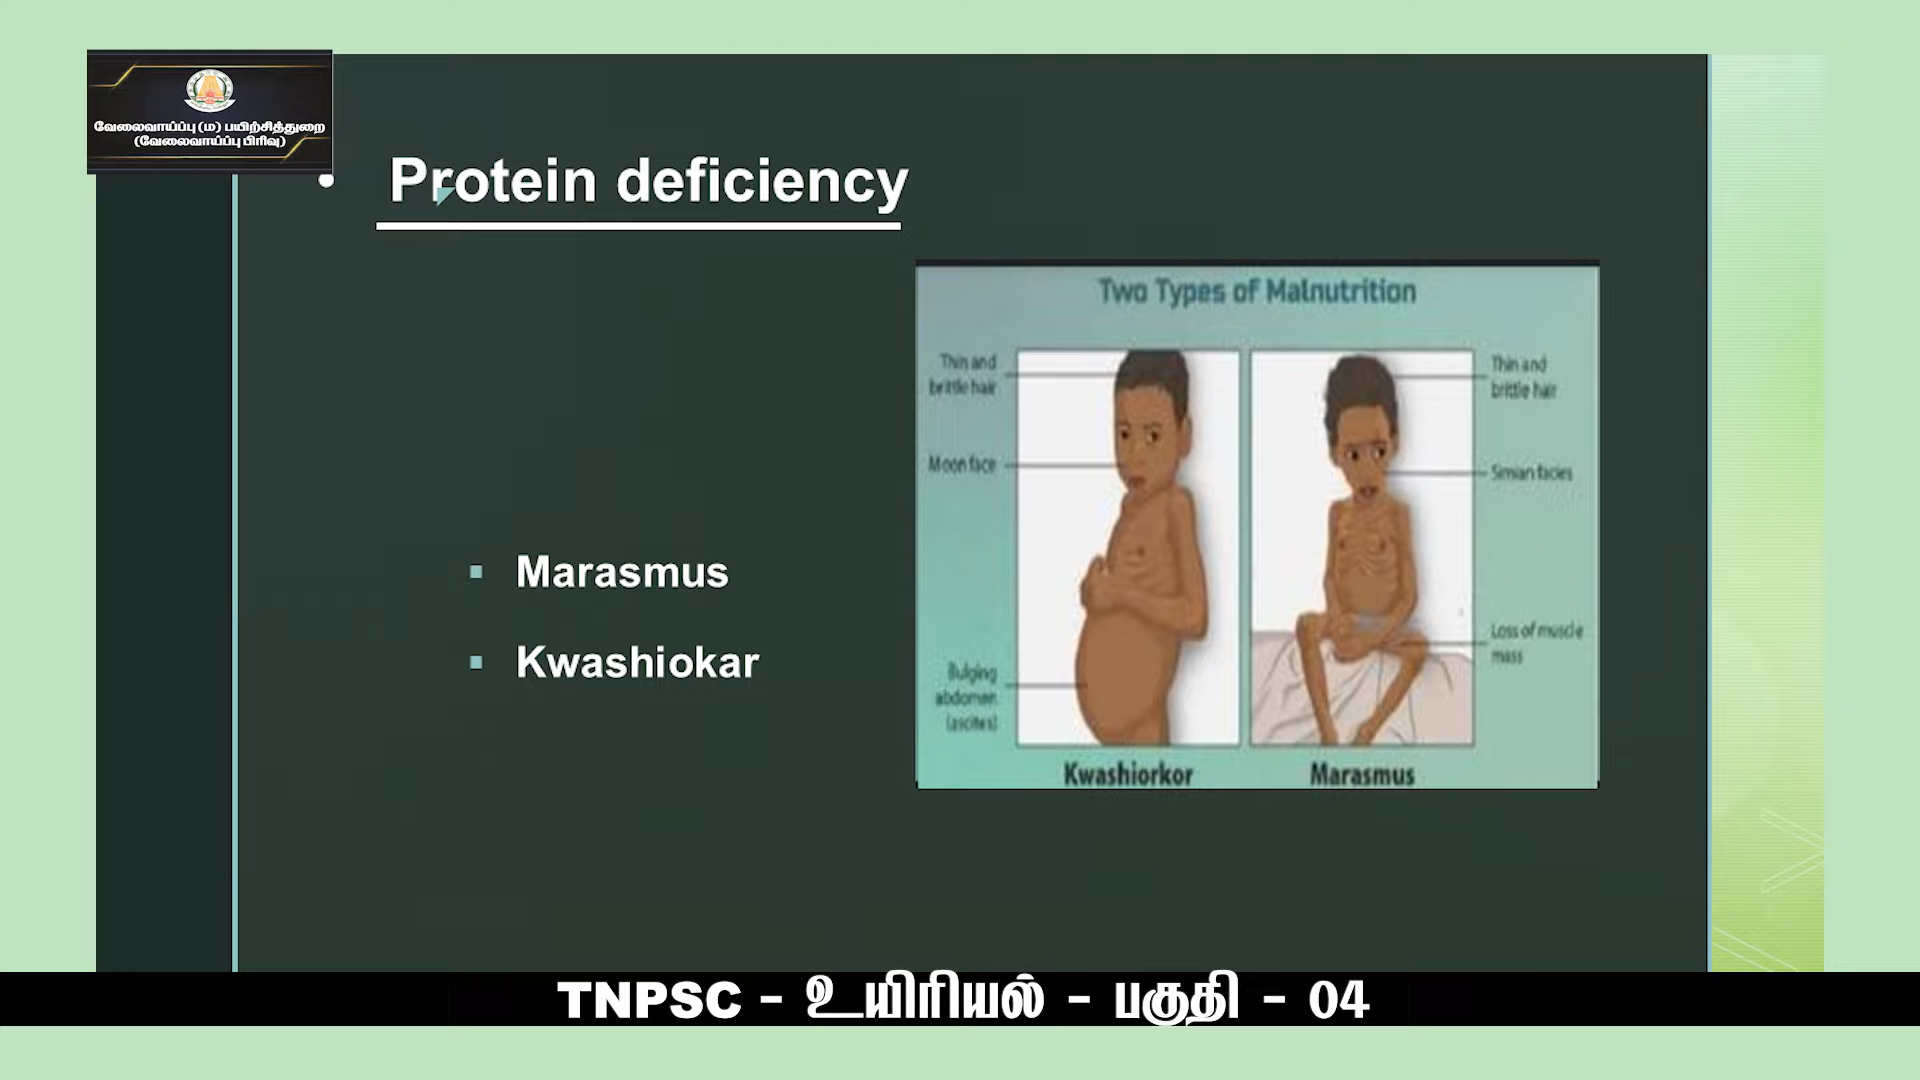 வேலைவாய்ப்பு (ம) பயிற்சித்துறை
(வேலைவாய்ப்பு பிரிவு)
• Protein deficiency
▪ Marasmus
▪ Kwashiokar
Two Types of Malnutrition
Thin and
brittle hair
Moon face
Bulging
abdomen
(ascites)
Kwashiorkor
Thin and
brittle hair
Simian facies
Loss of muscle
mass
Marasmus
TNPSC - உயிரியல் - பகுதி - 04